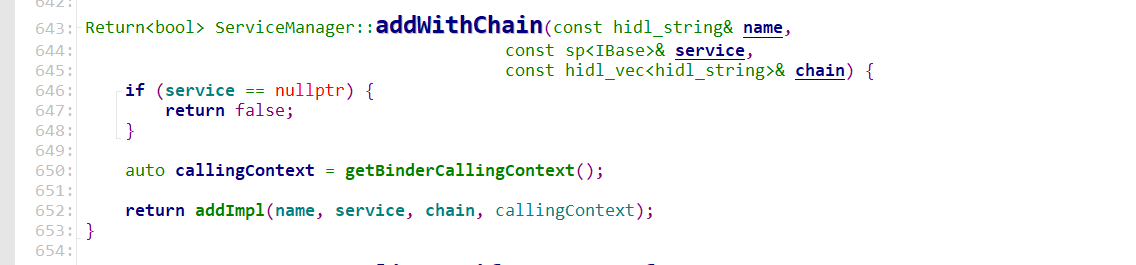 642:
643: Return<bool> ServiceManager::addWithChain(const hidl_string& name,
644: const sp<IBase>& service,
645: const hidl_vec<hidl_string>& chain) {
646: if (service == nullptr) {
647: return false;
648: }
649:
650: auto callingContext = getBinderCallingContext();
651:
652: return addImpl(name, service, chain, callingContext);
653: }
654: